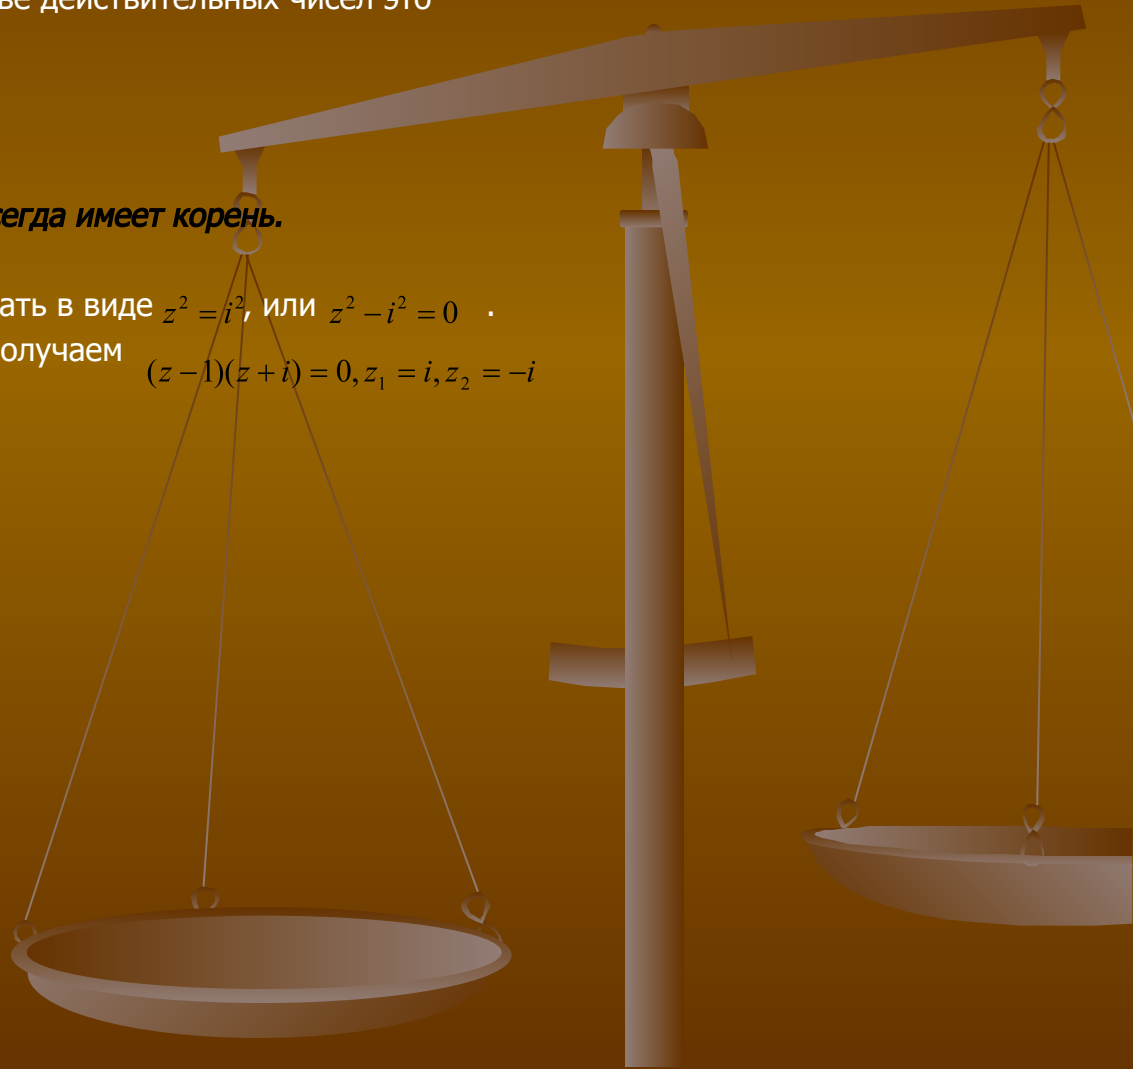 ве действительных чисел это
сегда имеет корень.
ать в виде z² = i², или z² − i² = 0 .
олучаем (z − 1)(z + i) = 0, z₁ = i, z₂ = −i